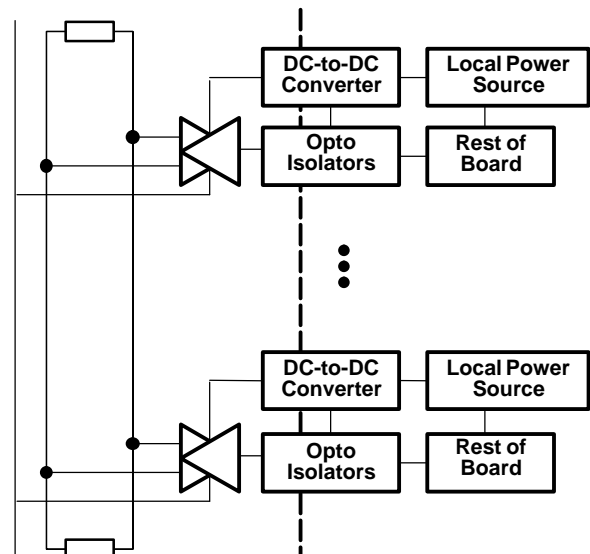 DC-to-DC
Converter
Local Power
Source
Opto
Isolators
Rest of
Board
DC-to-DC
Converter
Local Power
Source
Opto
Isolators
Rest of
Board